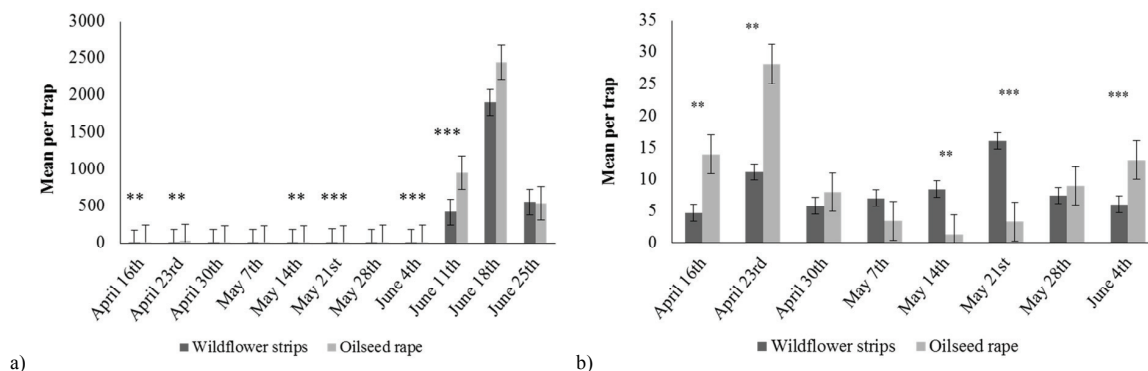 3000
2500
2000
1500
1000
500
0
Mean per trap
** ** ** *** *** ***
April 16th April 23rd April 30th May 7th May 14th May 21st May 28th June 4th June 11th June 18th June 25th
Wildflower strips Oilseed rape
a)
35
30
25
20
15
10
5
0
Mean per trap
** ** ** *** ***
April 16th April 23rd April 30th May 7th May 14th May 21st May 28th June 4th
Wildflower strips Oilseed rape
b)